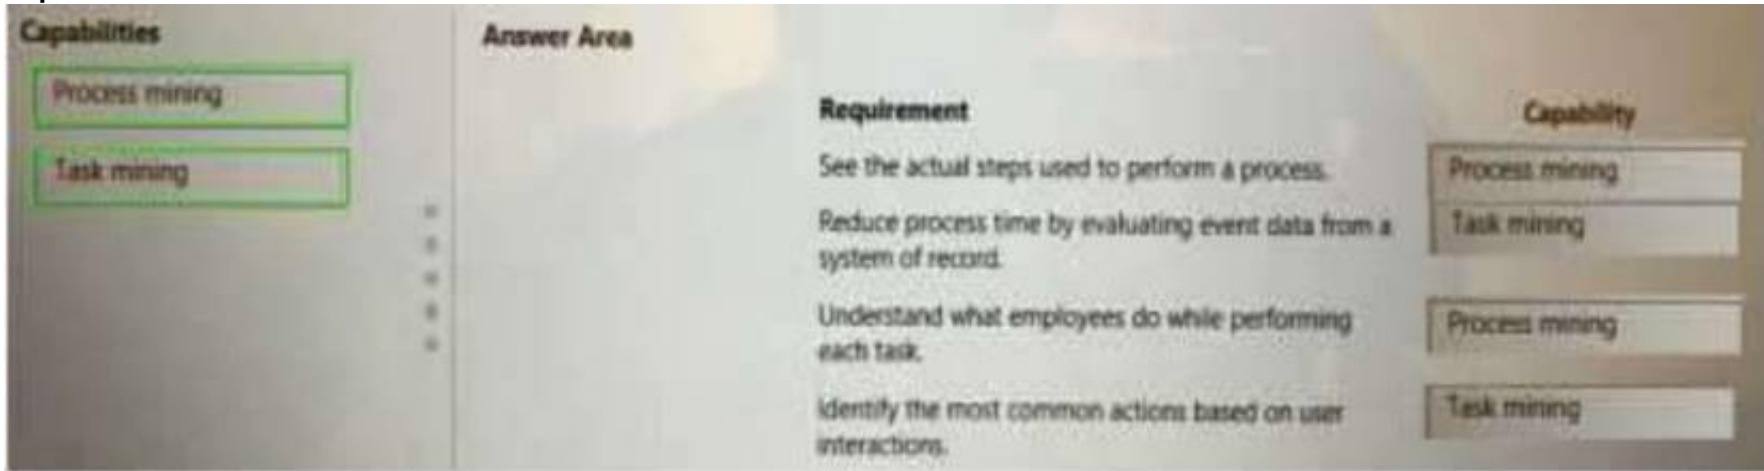 Capabilities
Process mining
Task mining
Answer Area
Requirement
Capability
See the actual steps used to perform a process.
Process mining
Reduce process time by evaluating event data from a
system of record.
Task mining
Understand what employees do while performing
each task.
Process mining
Identify the most common actions based on user
interactions.
Task mining